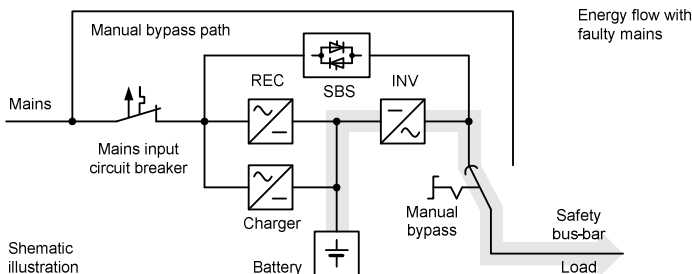 Energy flow with
faulty mains
Manual bypass path
REC
SBS
INV
Mains
Mains input
circuit breaker
Charger
Manual
bypass
Safety
bus-bar
Shematic
illustration
Battery
Load